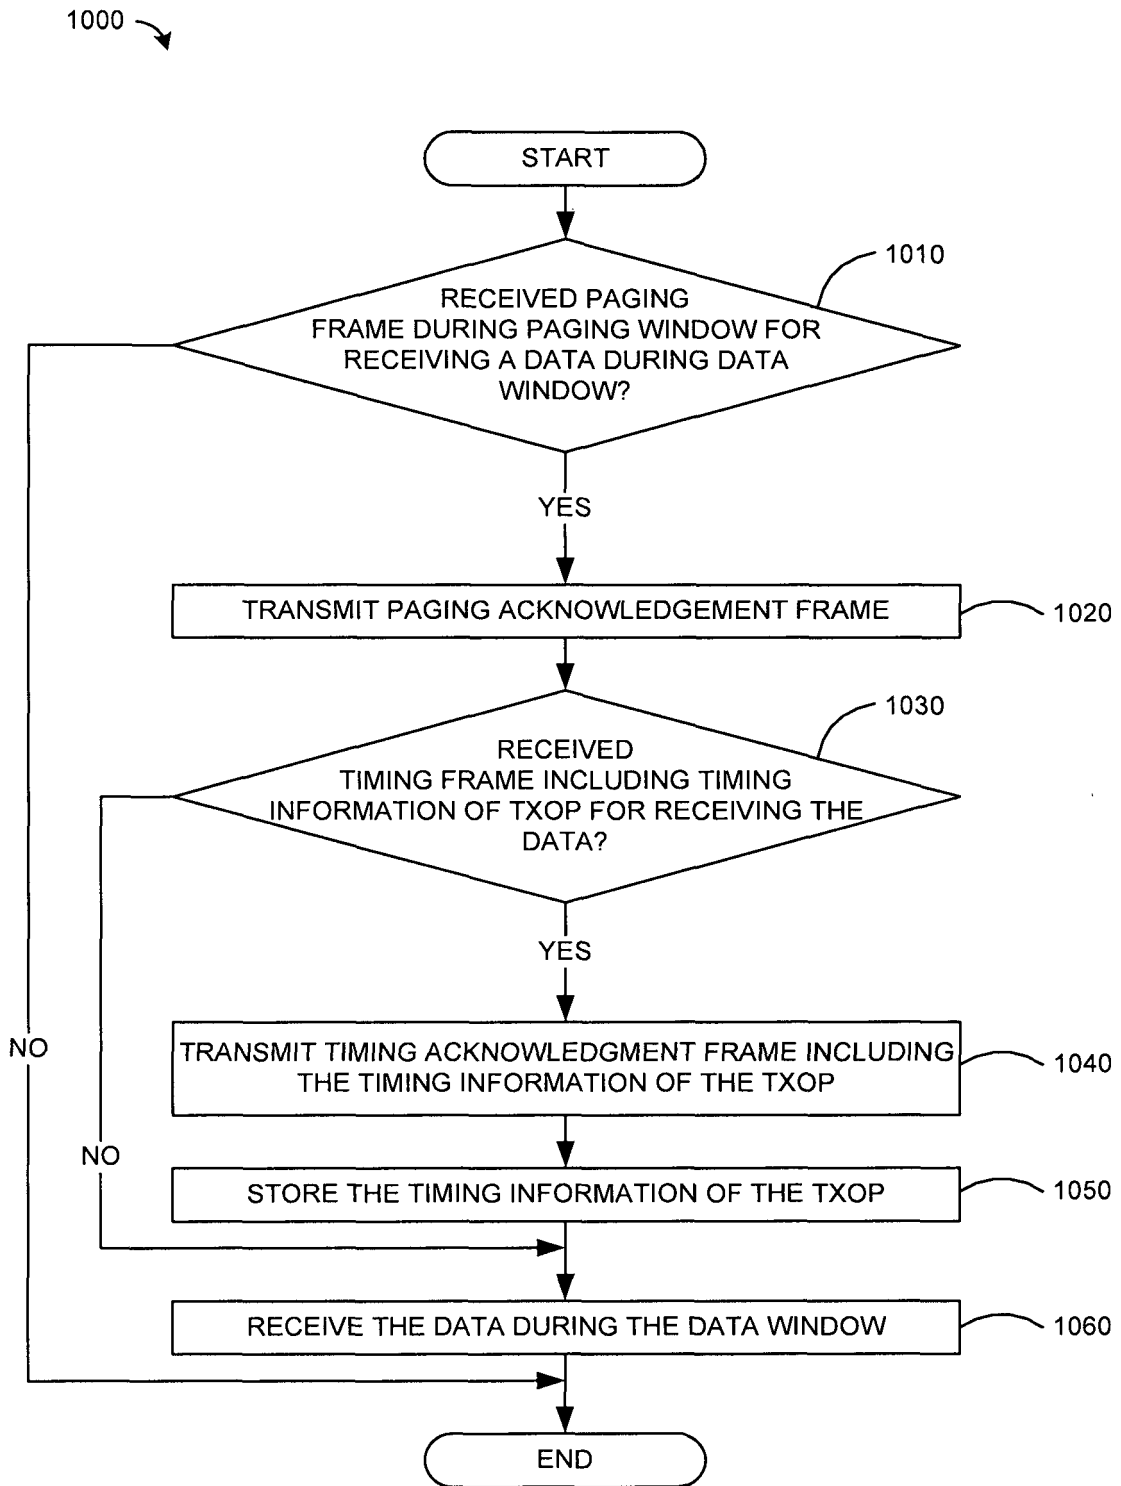 1000
START
1010
RECEIVED PAGING
FRAME DURING PAGING WINDOW FOR
RECEIVING A DATA DURING DATA
WINDOW?
YES
TRANSMIT PAGING ACKNOWLEDGEMENT FRAME
1020
1030
RECEIVED
TIMING FRAME INCLUDING TIMING
INFORMATION OF TXOP FOR RECEIVING THE
DATA?
YES
NO
TRANSMIT TIMING ACKNOWLEDGMENT FRAME INCLUDING
THE TIMING INFORMATION OF THE TXOP
1040
NO
STORE THE TIMING INFORMATION OF THE TXOP
1050
RECEIVE THE DATA DURING THE DATA WINDOW
1060
END